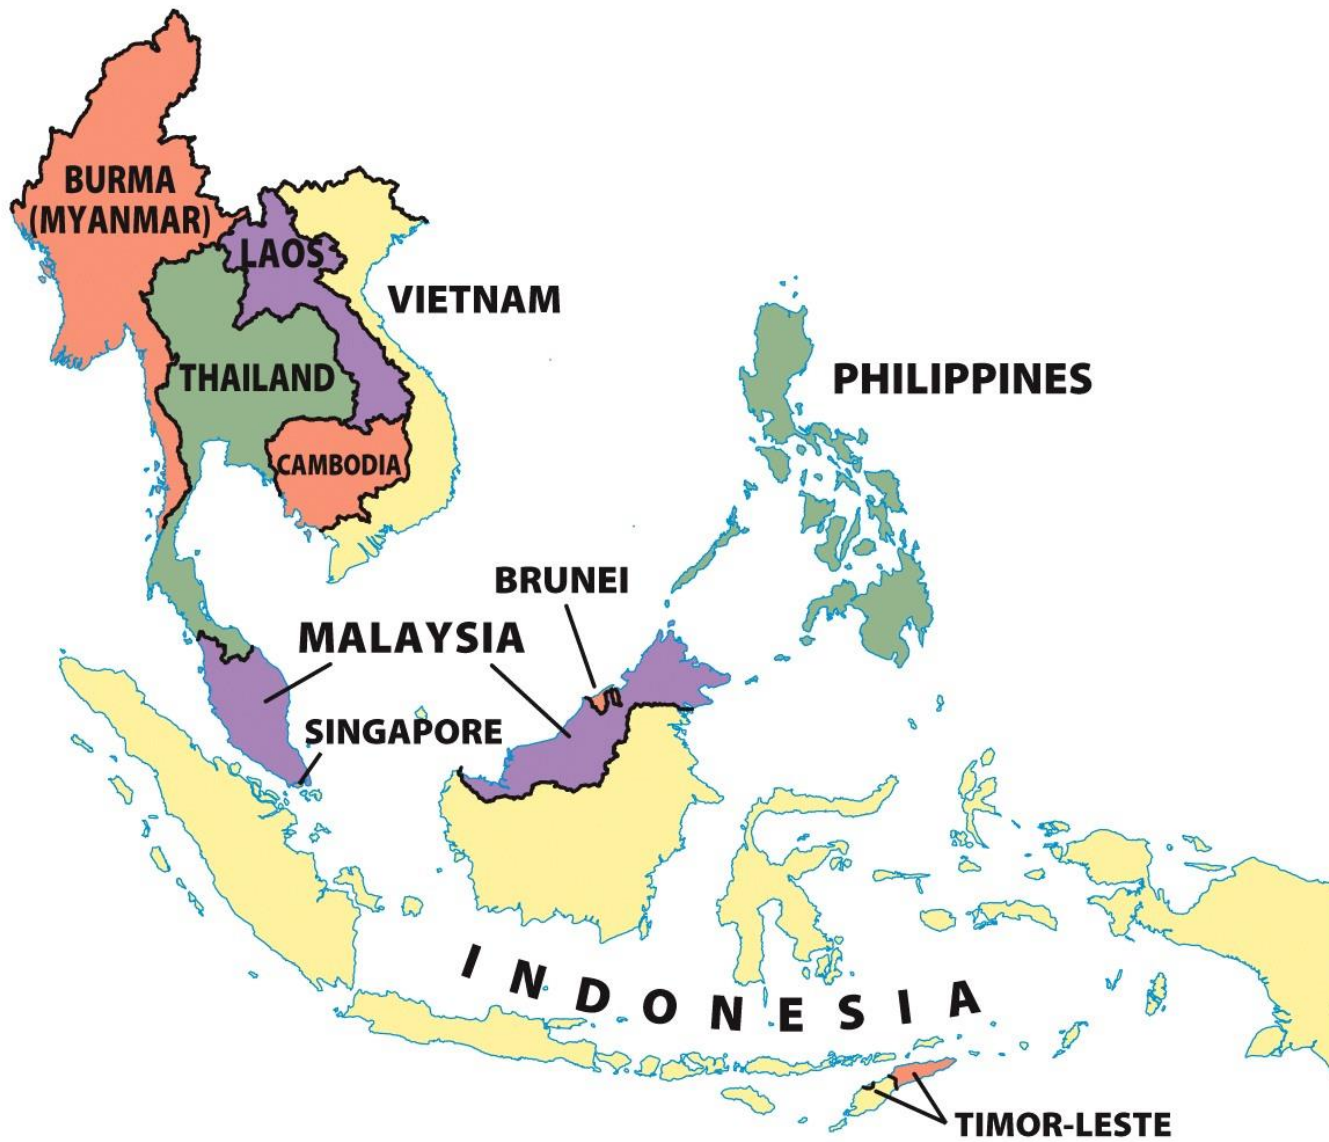 BURMA
(MYANMAR)
LAOS
VIETNAM
THAILAND
PHILIPPINES
CAMBODIA
BRUNEI
MALAYSIA
SINGAPORE
INDONESIA
TIMOR-LESTE